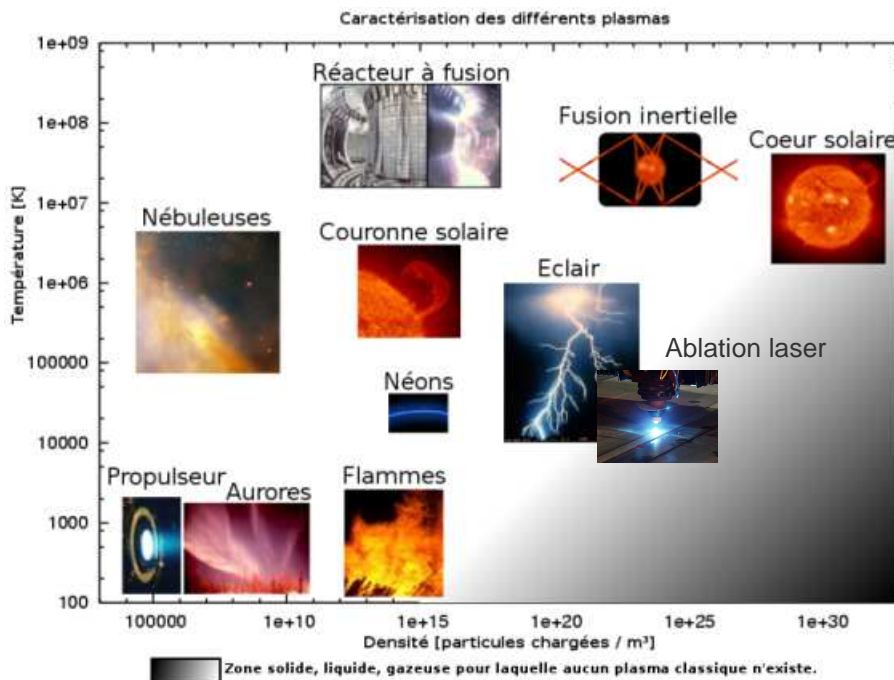 Caractérisation des différents plasmas
1e+09
1e+08
1e+07
1e+06
100000
10000
1000
100
Température [K]
Réacteur à fusion
Fusion inertielle
Coeur solaire
Nébuleuses
Couronne solaire
Eclair
Ablation laser
Néons
Propulseur
Aurores
Flammes
100000 1e+10 1e+15 1e+20 1e+25 1e+30
Densité [particules chargées / m³]
Zone solide, liquide, gazeuse pour laquelle aucun plasma classique n'existe.